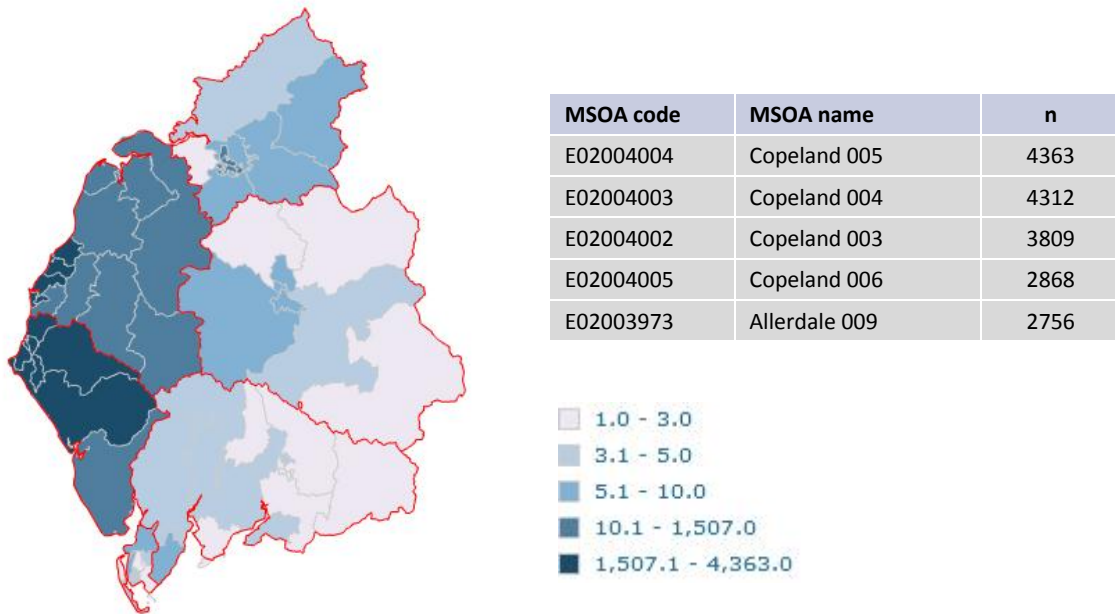 MSOA code MSOA name n
E02004004 Copeland 005 4363
E02004003 Copeland 004 4312
E02004002 Copeland 003 3809
E02004005 Copeland 006 2868
E02003973 Allerdale 009 2756
1.0 - 3.0
3.1 - 5.0
5.1 - 10.0
10.1 - 1,507.0
1,507.1 - 4,363.0